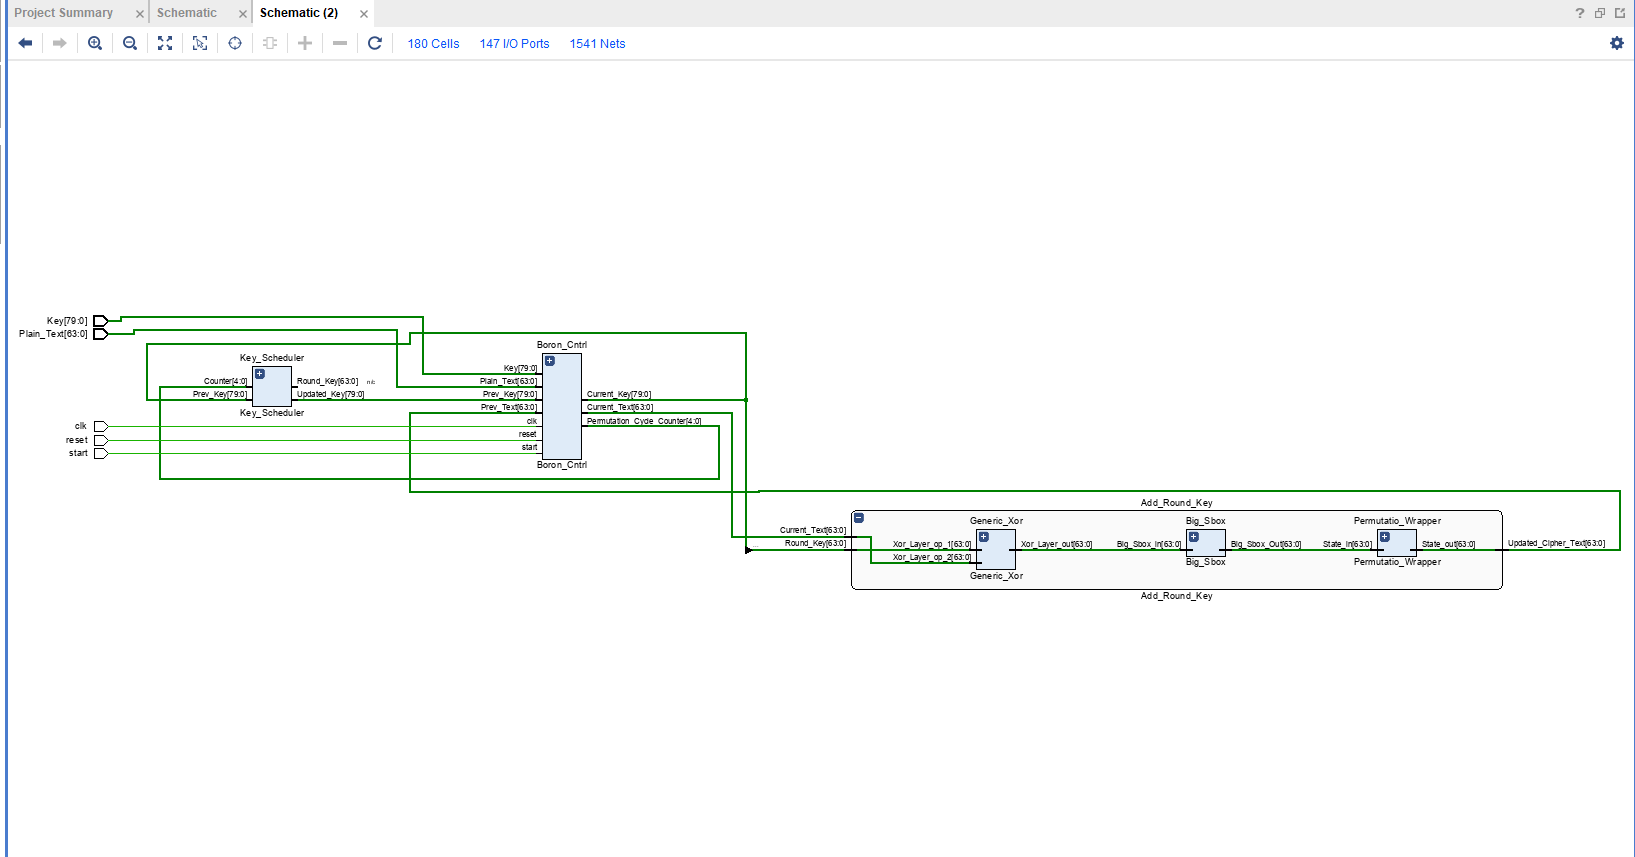 Project Summary × Schematic × Schematic (2) ×
180 Cells 147 I/O Ports 1541 Nets
Key[79:0]
Plain_Text[63:0]
Key_Scheduler
Counter[4:0] Round_Key[63:0] n/c
Prev_Key[79:0] Updated_Key[79:0]
Key_Scheduler
clk
reset
start
Boron_Cntrl
Key[79:0]
Plain_Text[63:0]
Prev_Key[79:0] Current_Key[79:0]
Prev_Text[63:0] Current_Text[63:0]
clk Permutation_Cycle_Counter[4:0]
reset
start
Boron_Cntrl
Add_Round_Key
Current_Text[63:0]
Round_Key[63:0]
Generic_Xor
Xor_Layer_op_1[63:0] Xor_Layer_out[63:0]
Xor_Layer_op_2[63:0]
Generic_Xor
Big_Sbox
Big_Sbox_In[63:0] Big_Sbox_Out[63:0]
Big_Sbox
Permutatio_Wrapper
State_in[63:0] State_out[63:0]
Permutatio_Wrapper
Updated_Cipher_Text[63:0]
Add_Round_Key